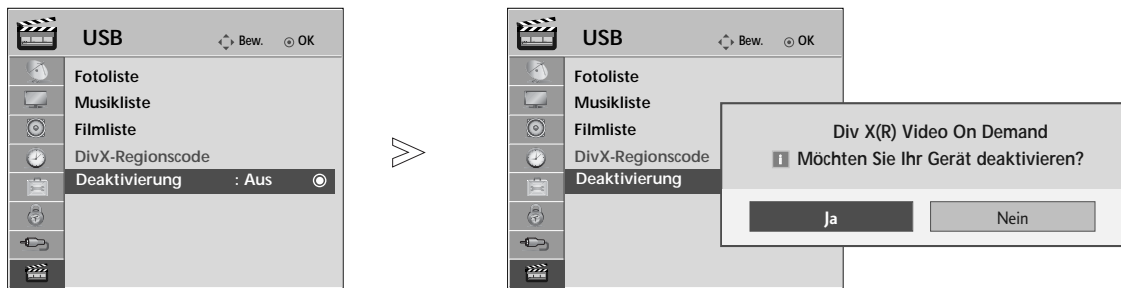 USB Bew. OK
Fotoliste
Musikliste
Filmliste
DivX-Regionscode
Deaktivierung : Aus
USB Bew. OK
Fotoliste
Musikliste
Filmliste
DivX-Regionscode
Deaktivierung
Div X(R) Video On Demand
i Möchten Sie Ihr Gerät deaktivieren?
Ja Nein